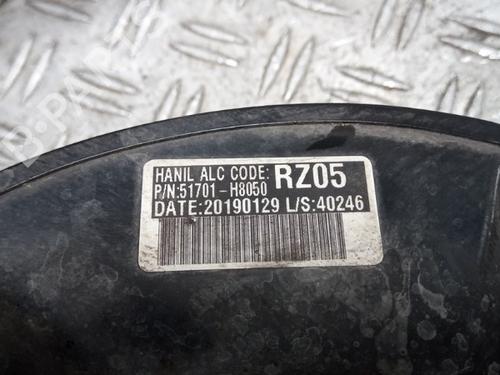 HANIL ALC CODE: RZ05
P/N:51701-H8050
DATE:20190129 L/S:40246